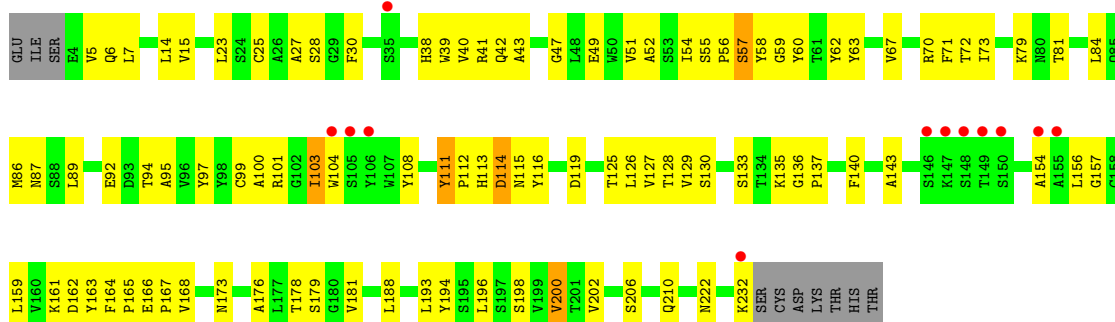 GLU ILE SER E4 V5 Q6 L7 L14 V15 L23 S24 C25 A26 A27 S28 G29 F30 S35 H38 W39 V40 R41 Q42 A43 G47 L48 E49 W50 V51 A52 S53 I54 S55 P56 S57 Y58 G59 Y60 T61 Y62 Y63 V67 R70 F71 T72 I73 K79 N80 T81 L84 Q85
M86 N87 S88 L89 E92 D93 T94 A95 V96 Y97 Y98 C99 A100 R101 G102 I103 W104 S105 Y106 W107 Y108 Y111 P112 H113 D114 N115 Y116 D119 T125 L126 V127 T128 V129 S130 S133 T134 K135 G136 P137 F140 A143 S146 K147 S148 T149 S150 A154 A155 L156 G157 G158
L159 V160 K161 D162 Y163 F164 P165 E166 P167 V168 N173 A176 L177 T178 S179 G180 V181 L188 L193 Y194 S195 L196 S197 S198 V199 V200 T201 V202 S206 Q210 N222 K232 SER CYS ASP LYS THR HIS THR